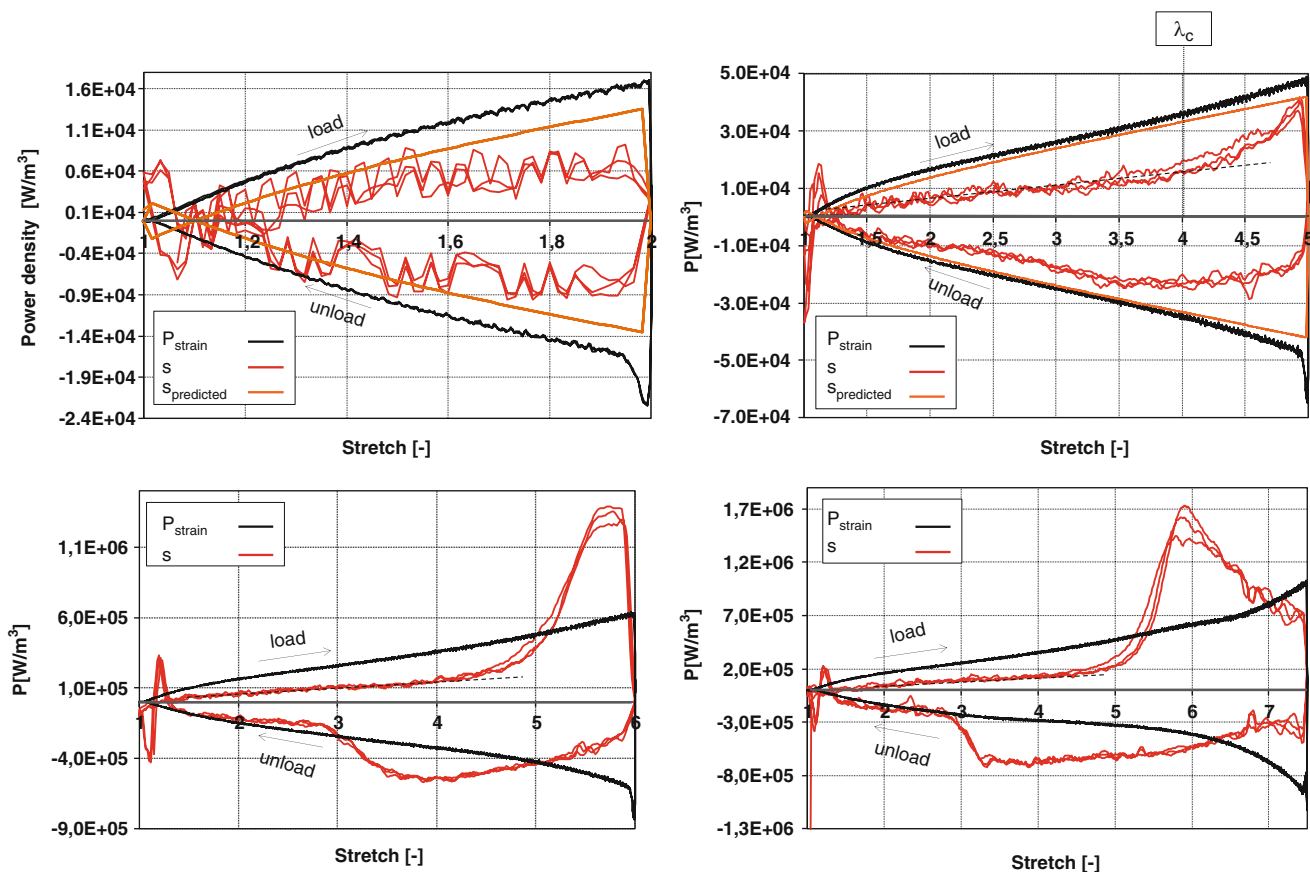 λc
1.6E+04
1.1E+04
0.6E+04
0.1E+04
-0.4E+04
-0.9E+04
-1.4E+04
-1.9E+04
-2.4E+04
Power density [W/m3]
load
unload
1
1,2
1,4
1,6
1,8
2
Pstrain
s
spredicted
Stretch [-]
5.0E+04
3.0E+04
1.0E+04
-1.0E+04
-3.0E+04
-5.0E+04
-7.0E+04
P[W/m3]
load
unload
1
1,5
2
2,5
3
3,5
4
4,5
5
Pstrain
s
spredicted
Stretch [-]
1,1E+06
6,0E+05
1,0E+05
-4,0E+05
-9,0E+05
P[W/m3]
Pstrain
s
load
unload
1
2
3
4
5
6
Stretch [-]
1,7E+06
1,2E+06
7,0E+05
2,0E+05
-3,0E+05
-8,0E+05
-1,3E+06
P[W/m3]
Pstrain
s
load
unload
1
2
3
4
5
6
7
Stretch [-]